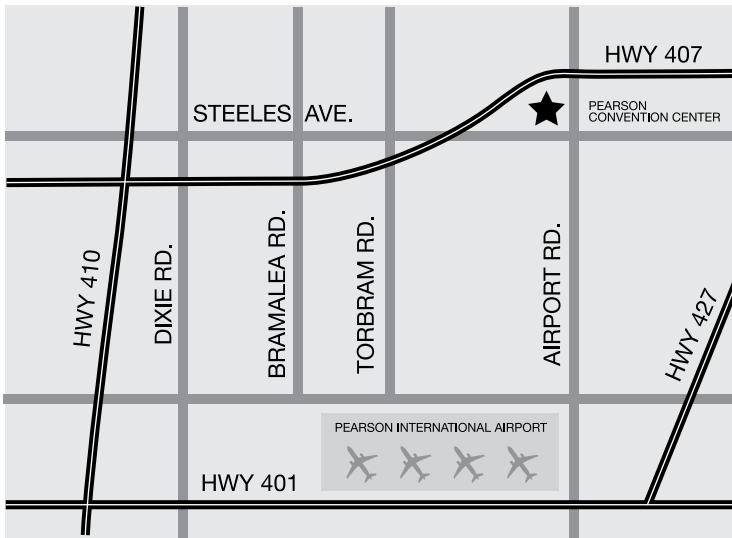 HWY 407
STEELES AVE.
PEARSON
CONVENTION CENTER
HWY 410
DIXIE RD.
BRAMALEA RD.
TORBRAM RD.
AIRPORT RD.
HWY 427
PEARSON INTERNATIONAL AIRPORT
HWY 401